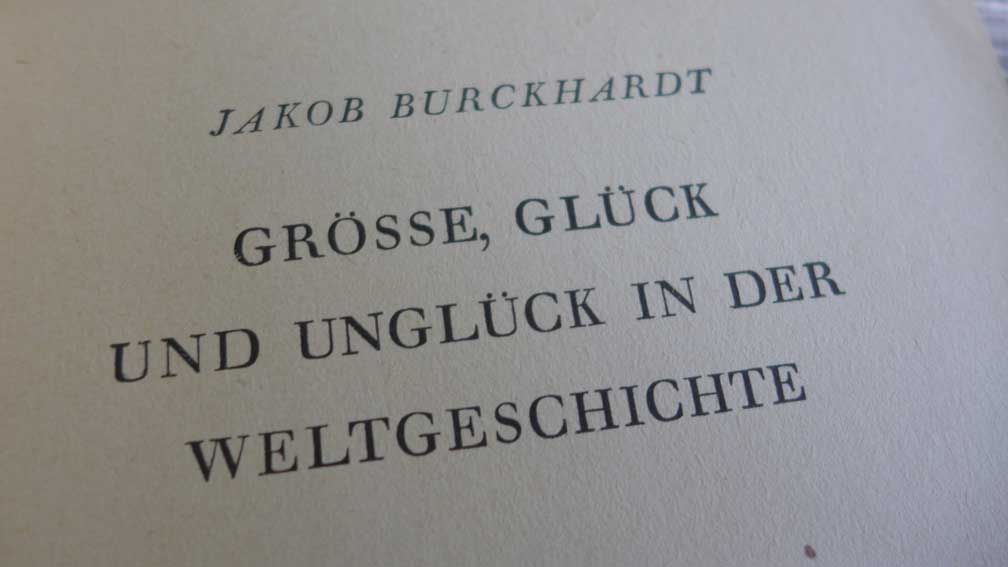 JAKOB BURCKHARDT
GRÖSSE, GLÜCK
UND UNGLÜCK IN DER
WELTGESCHICHTE